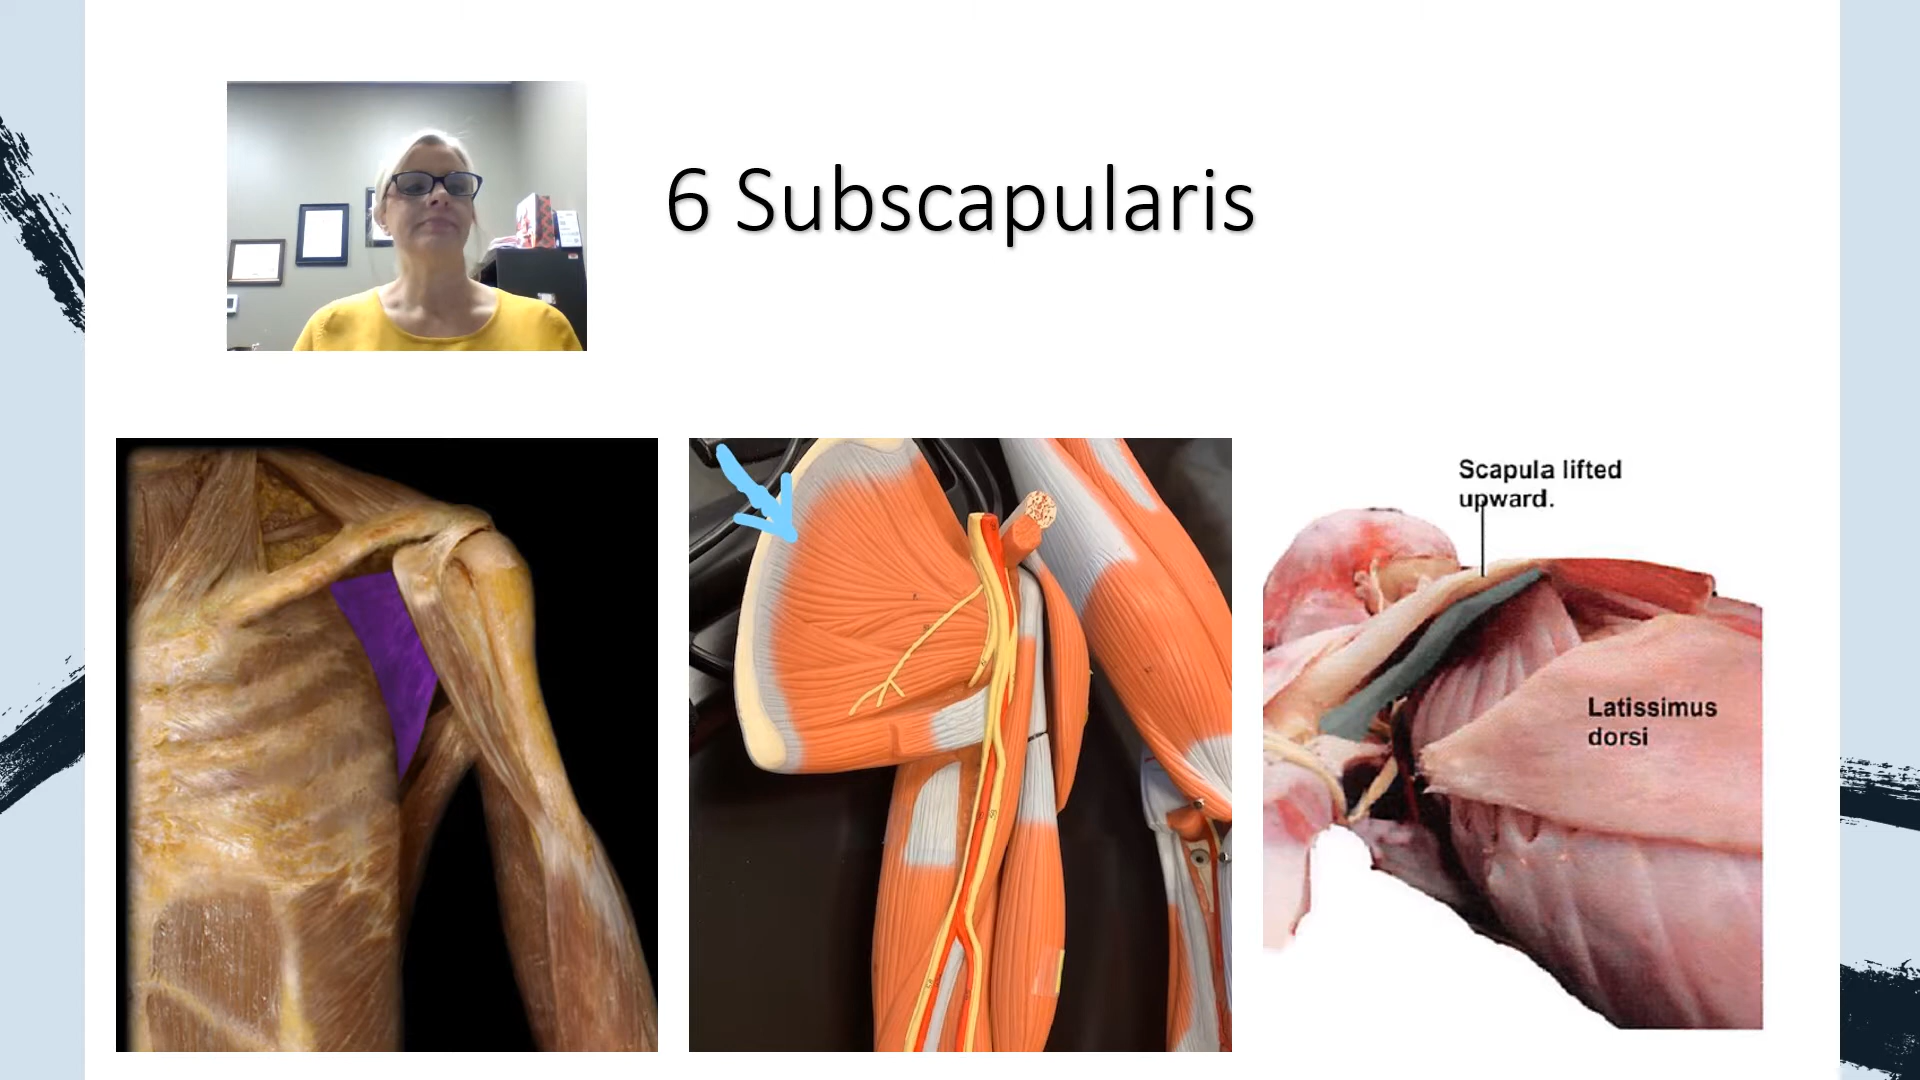 6 Subscapularis
Scapula lifted
upward.
Latissimus
dorsi